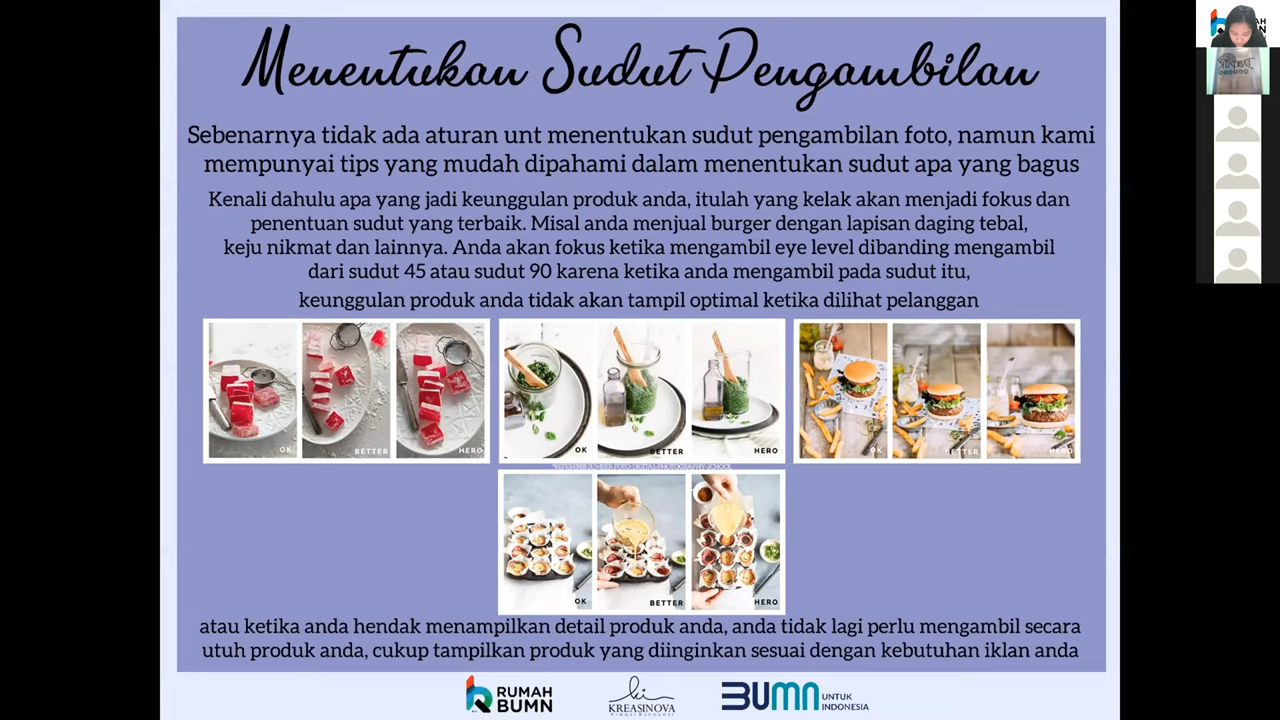 Menentukan Sudut Pengambilan
Sebenarnya tidak ada aturan unt menentukan sudut pengambilan foto, namun kami
mempunyai tips yang mudah dipahami dalam menentukan sudut apa yang bagus
Kenali dahulu apa yang jadi keunggulan produk anda, itulah yang kelak akan menjadi fokus dan
penentuan sudut yang terbaik. Misal anda menjual burger dengan lapisan daging tebal,
keju nikmat dan lainnya. Anda akan fokus ketika mengambil eye level dibanding mengambil
dari sudut 45 atau sudut 90 karena ketika anda mengambil pada sudut itu,
keunggulan produk anda tidak akan tampil optimal ketika dilihat pelanggan
OK BETTER HERO
OK BETTER HERO
OK BETTER HERO
*REFERENSI SUMBER FOTO DIGITAL PHOTOGRAPHY SCHOOL
OK BETTER HERO
atau ketika anda hendak menampilkan detail produk anda, anda tidak lagi perlu mengambil secara
utuh produk anda, cukup tampilkan produk yang diinginkan sesuai dengan kebutuhan iklan anda
RUMAH
BUMN
KREASINOVA
BUMN UNTUK
INDONESIA